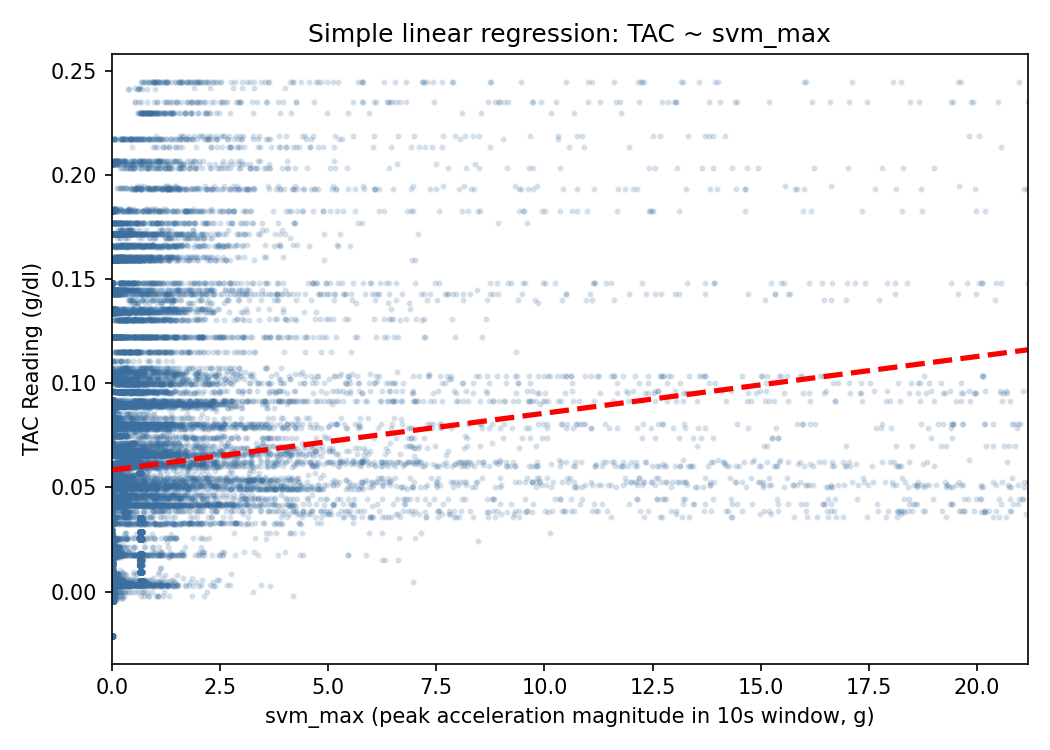 Simple linear regression: TAC ~ svm_max
TAC Reading (g/dl)
0.25
0.20
0.15
0.10
0.05
0.00
0.0 2.5 5.0 7.5 10.0 12.5 15.0 17.5 20.0
svm_max (peak acceleration magnitude in 10s window, g)